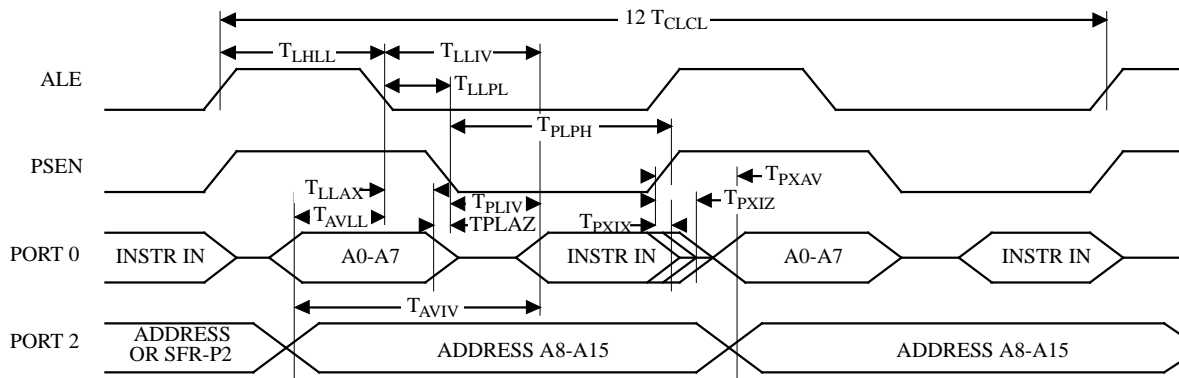 12 TCLCL
TLHLL
TLLIV
ALE
TLLPL
TPLPH
PSEN
TPXAV
TLLAX
TPXIZ
TAVLL
TPLIV
TPLAZ
TPXIX
PORT 0
INSTR IN
A0-A7
INSTR IN
A0-A7
INSTR IN
TAVIV
PORT 2
ADDRESS
OR SFR-P2
ADDRESS A8-A15
ADDRESS A8-A15